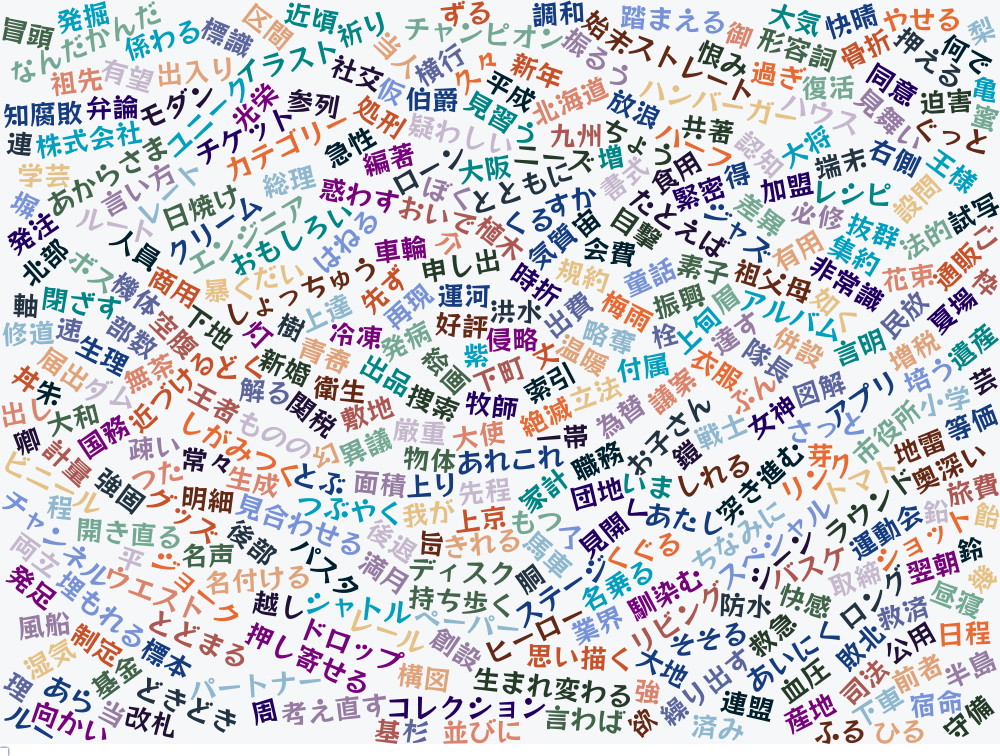 冒頭
発掘
なんだかんだ
係わる
標識
区間
近頃
祈り
当人
チャンピオン
ずる
振るう
調和
始末
ストレート
踏まえる
恨み
御
大気
快晴
形容詞
骨折
やせる
押える
何で
梨
祖先
有望
出入り
イラスト
ユニーク
社交
仮
横行
久々
新年
平成
北海道
放浪
ハンバーガー
過ぎ
復活
ハウス
見舞い
同意
迫害
亀
蜜
ぐっと
知腐敗
弁論
モダン
光栄
参列
処刑
伯爵
見習う
疑わしい
九州
ちょう
共著
認知
大将
端末
右側
王様
連
株式会社
チケット
カテゴリー
急性
編著
ローン
大阪
ニーズ
増
書式
食用
緊密
得
加盟
レシピ
設問
学芸
塀
あからさま
言い方
ルート
レート
日焼け
総理
惑わす
ぼく
とともに
たとえば
ジャズ
差異
必修
抜群
法的
試写
発注
北部
人員
クリーム
エンジニア
おもしろい
はねる
車輪
おいで
植木
くるすか
気質
宙
会費
目撃
素子
有用
集約
非常識
花束
通販
ボス
機体
商用
暴くだい
しょっちゅう
先ず
再現
申し出
運河
時折
洪水
規約
出費
童話
振興
祖父母
盾
アルバム
如く
民放
夏場
軸
閉ざす
修道
速
部数
空腹
下地
灯
樹
上達
冷凍
発病
好評
侵略
梅雨
略奪
栓
上旬
達す
隊長
併設
言明
増税
遺産
生理
届出
無茶
ダム
近づける
るどく
新婚
青春
出品
絵画
紫
下町
丈
温暖
付属
衣服
ぶん
図解
アプリ
培う
芸
丼
朱
出し
大和
国務
王者
解る
関税
衛生
敷地
捜索
牧師
索引
絶滅
立法
為替
議案
お子さん
戦士
女神
さっと
市役所
小学
等価
卿
計量
疎い
しがみつく
ものの
幻
異議
厳重
大使
一帯
職務
鎧
しれる
突き進む
芽
リンク
トマト
地雷
奥深い
ビニール
強固
つた
常々
生成
とぶ
面積
物体
上り
あれこれ
先程
家計
団地
いま
あたし
旅費
チャンネル
程
グッズ
明細
見合わせる
つぶやく
我が
上京
もつ
見開く
ちなみに
スペシャル
ラウンド
運動会
鉛
飴
両立
開き直る
平
名声
後部
パスタ
後退
満月
旨
きれる
馬車
ア
くぐる
シーン
バスケ
ショット
鈴
発足
埋もれる
ウエスト
ジョーク
名付ける
ディスク
胴
ステージ
名乗る
馴染む
取締
ロング
翌朝
幾
風船
制定
とどまる
越し
シャトル
持ち歩く
ペーパー
ヒーロー
業界
リビング
防水
快感
救済
昼寝
湿気
基金
標本
押し寄せる
ドロップ
レール
創設
思い描く
大地
そそる
救急
あいにく
敗北
公用
日程
理
あら
どきどき
パートナー
構図
生まれ変わる
強
繰り出す
血圧
司法
前者
半島
ルー
向かい
当
改札
周
考え直す
コレクション
言わば
欲
連盟
産地
下車
宿命
基
杉
並びに
済み
ふる
ひる
守備